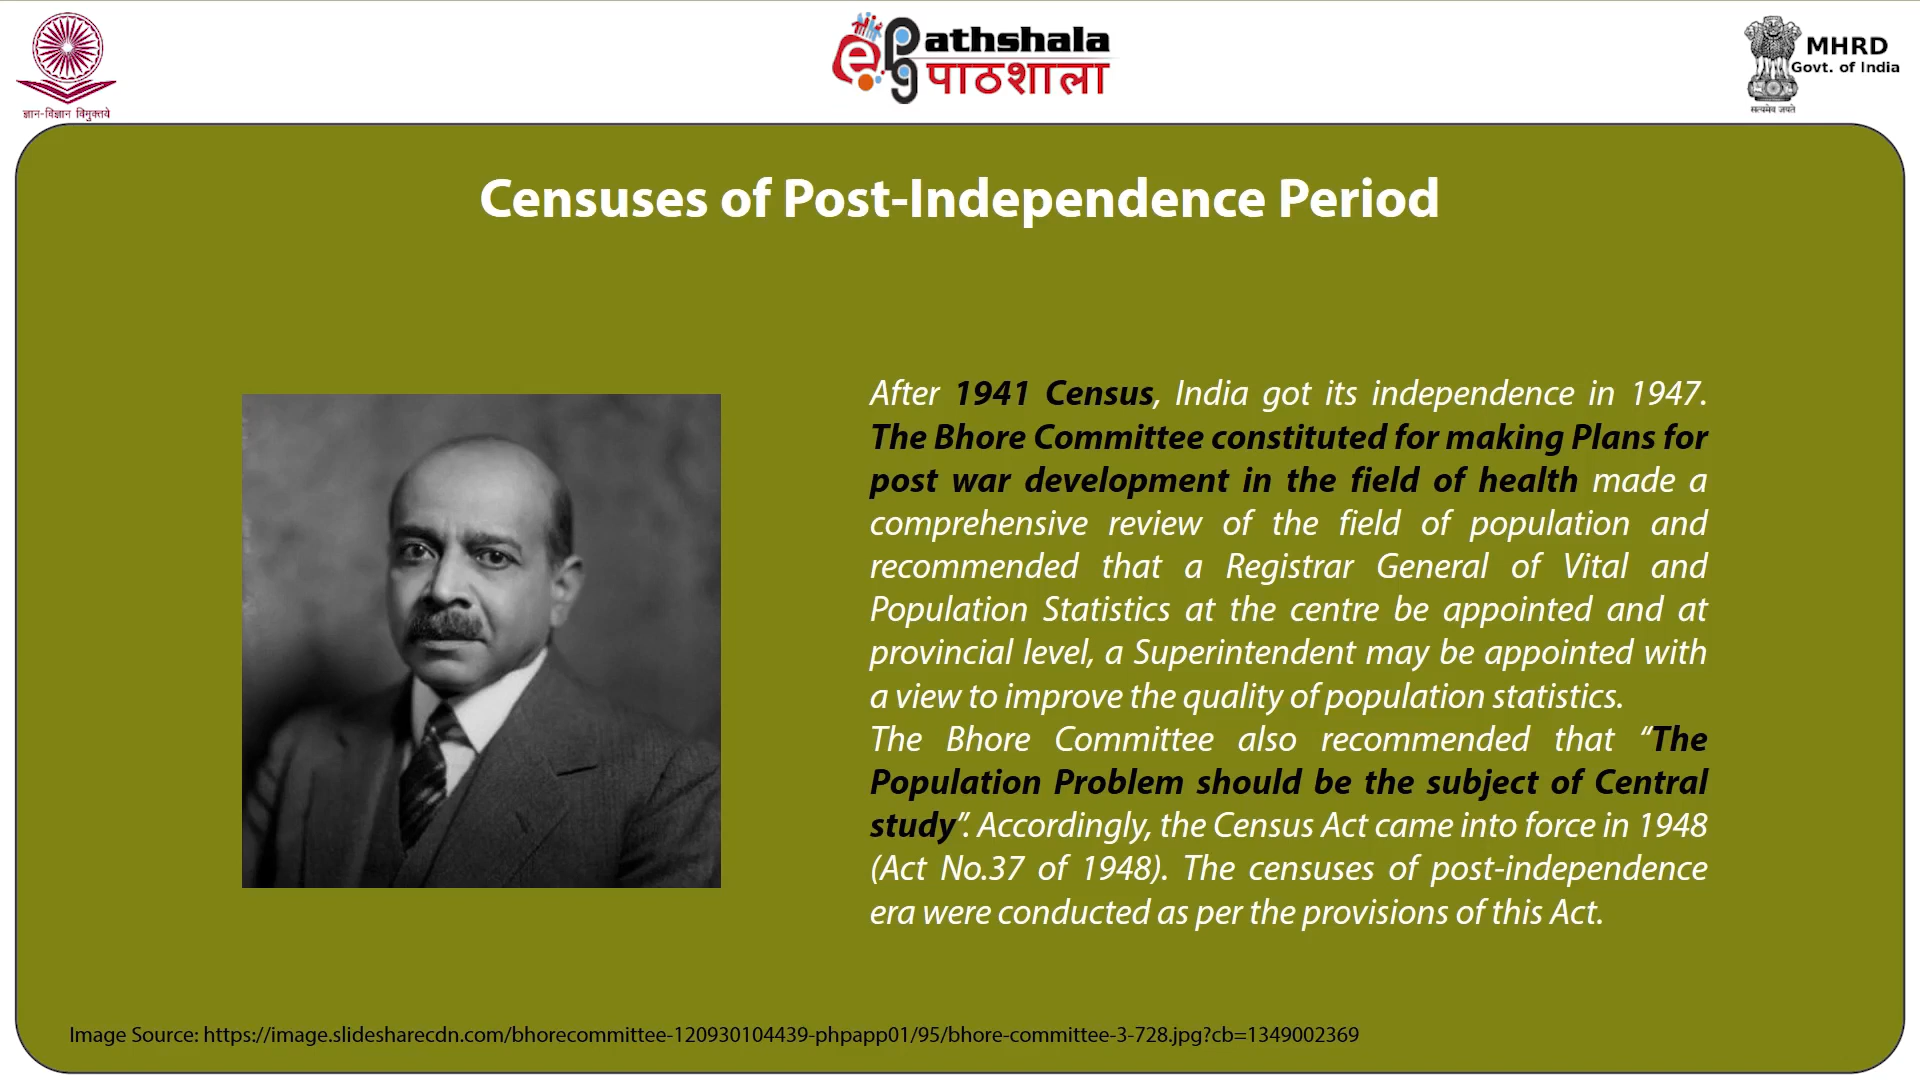 ज्ञान-विज्ञान विमुक्तये
ePG Pathshala
पाठशाला
MHRD
Govt. of India
सत्यमेव जयते
Censuses of Post-Independence Period
After 1941 Census, India got its independence in 1947.
The Bhore Committee constituted for making Plans for
post war development in the field of health made a
comprehensive review of the field of population and
recommended that a Registrar General of Vital and
Population Statistics at the centre be appointed and at
provincial level, a Superintendent may be appointed with
a view to improve the quality of population statistics.
The Bhore Committee also recommended that “The
Population Problem should be the subject of Central
study”. Accordingly, the Census Act came into force in 1948
(Act No.37 of 1948). The censuses of post-independence
era were conducted as per the provisions of this Act.
Image Source: https://image.slidesharecdn.com/bhorecommittee-120930104439-phpapp01/95/bhore-committee-3-728.jpg?cb=1349002369